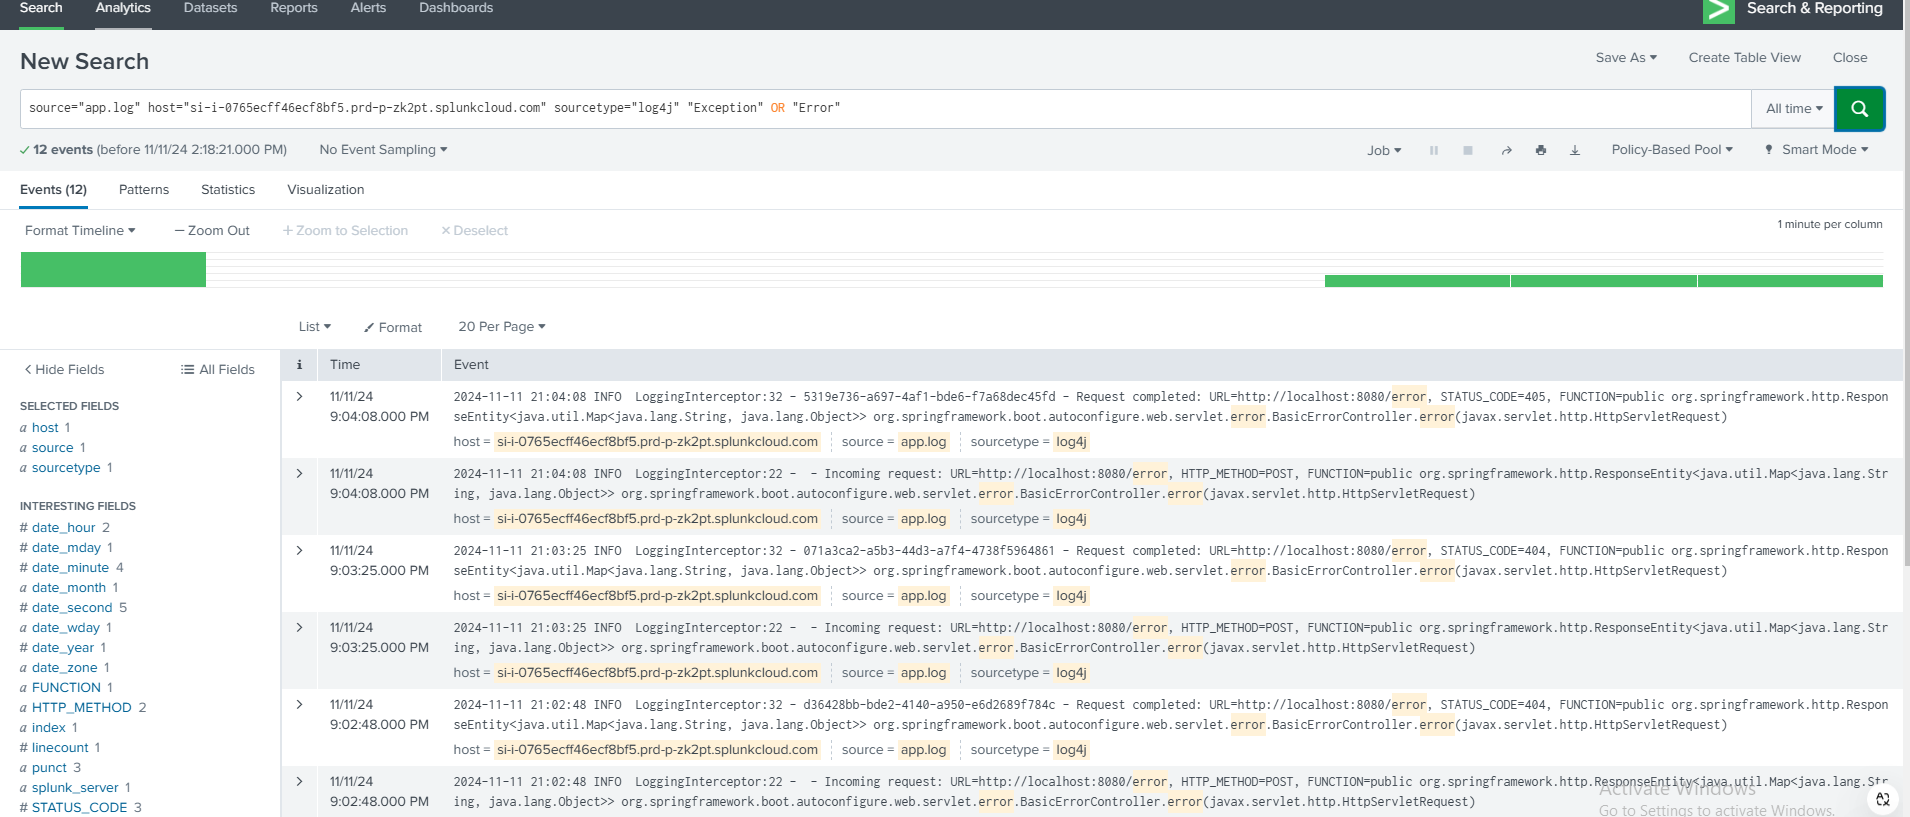 Search Analytics Datasets Reports Alerts Dashboards Search & Reporting
New Search Save As Create Table View Close
source="app.log" host="si-i-0765ecff46ecf8bf5.prd-p-zk2pt.splunkcloud.com" sourcetype="log4j" "Exception" OR "Error" All time
12 events (before 11/11/24 2:18:21.000 PM) No Event Sampling Job Policy-Based Pool Smart Mode
Events (12) Patterns Statistics Visualization
Format Timeline — Zoom Out + Zoom to Selection × Deselect 1 minute per column
List Format 20 Per Page
< Hide Fields All Fields
SELECTED FIELDS
a host 1
a source 1
a sourcetype 1
INTERESTING FIELDS
# date_hour 2
# date_mday 1
# date_minute 4
a date_month 1
# date_second 5
a date_wday 1
# date_year 1
a date_zone 1
a FUNCTION 1
a HTTP_METHOD 2
a index 1
# linecount 1
a punct 3
a splunk_server 1
# STATUS_CODE 3
i Time Event
> 11/11/24 2024-11-11 21:04:08 INFO LoggingInterceptor:32 - 5319e736-a697-4af1-bde6-f7a68dec45fd - Request completed: URL=http://localhost:8080/error, STATUS_CODE=405, FUNCTION=public org.springframework.http.Respon
9:04:08.000 PM seEntity<java.util.Map<java.lang.String, java.lang.Object>> org.springframework.boot.autoconfigure.web.servlet.error.BasicErrorController.error(javax.servlet.http.HttpServletRequest)
host = si-i-0765ecff46ecf8bf5.prd-p-zk2pt.splunkcloud.com source = app.log sourcetype = log4j
> 11/11/24 2024-11-11 21:04:08 INFO LoggingInterceptor:22 - - Incoming request: URL=http://localhost:8080/error, HTTP_METHOD=POST, FUNCTION=public org.springframework.http.ResponseEntity<java.util.Map<java.lang.Str
9:04:08.000 PM ing, java.lang.Object>> org.springframework.boot.autoconfigure.web.servlet.error.BasicErrorController.error(javax.servlet.http.HttpServletRequest)
host = si-i-0765ecff46ecf8bf5.prd-p-zk2pt.splunkcloud.com source = app.log sourcetype = log4j
> 11/11/24 2024-11-11 21:03:25 INFO LoggingInterceptor:32 - 071a3ca2-a5b3-44d3-a7f4-4738f5964861 - Request completed: URL=http://localhost:8080/error, STATUS_CODE=404, FUNCTION=public org.springframework.http.Respon
9:03:25.000 PM seEntity<java.util.Map<java.lang.String, java.lang.Object>> org.springframework.boot.autoconfigure.web.servlet.error.BasicErrorController.error(javax.servlet.http.HttpServletRequest)
host = si-i-0765ecff46ecf8bf5.prd-p-zk2pt.splunkcloud.com source = app.log sourcetype = log4j
> 11/11/24 2024-11-11 21:03:25 INFO LoggingInterceptor:22 - - Incoming request: URL=http://localhost:8080/error, HTTP_METHOD=POST, FUNCTION=public org.springframework.http.ResponseEntity<java.util.Map<java.lang.Str
9:03:25.000 PM ing, java.lang.Object>> org.springframework.boot.autoconfigure.web.servlet.error.BasicErrorController.error(javax.servlet.http.HttpServletRequest)
host = si-i-0765ecff46ecf8bf5.prd-p-zk2pt.splunkcloud.com source = app.log sourcetype = log4j
> 11/11/24 2024-11-11 21:02:48 INFO LoggingInterceptor:32 - d36428bb-bde2-4140-a950-e6d2689f784c - Request completed: URL=http://localhost:8080/error, STATUS_CODE=404, FUNCTION=public org.springframework.http.Respon
9:02:48.000 PM seEntity<java.util.Map<java.lang.String, java.lang.Object>> org.springframework.boot.autoconfigure.web.servlet.error.BasicErrorController.error(javax.servlet.http.HttpServletRequest)
host = si-i-0765ecff46ecf8bf5.prd-p-zk2pt.splunkcloud.com source = app.log sourcetype = log4j
> 11/11/24 2024-11-11 21:02:48 INFO LoggingInterceptor:22 - - Incoming request: URL=http://localhost:8080/error, HTTP_METHOD=POST, FUNCTION=public org.springframework.http.ResponseEntity<java.util.Map<java.lang.Str
9:02:48.000 PM ing, java.lang.Object>> org.springframework.boot.autoconfigure.web.servlet.error.BasicErrorController.error(javax.servlet.http.HttpServletRequest)
Activate Windows
Go to Settings to activate Windows.